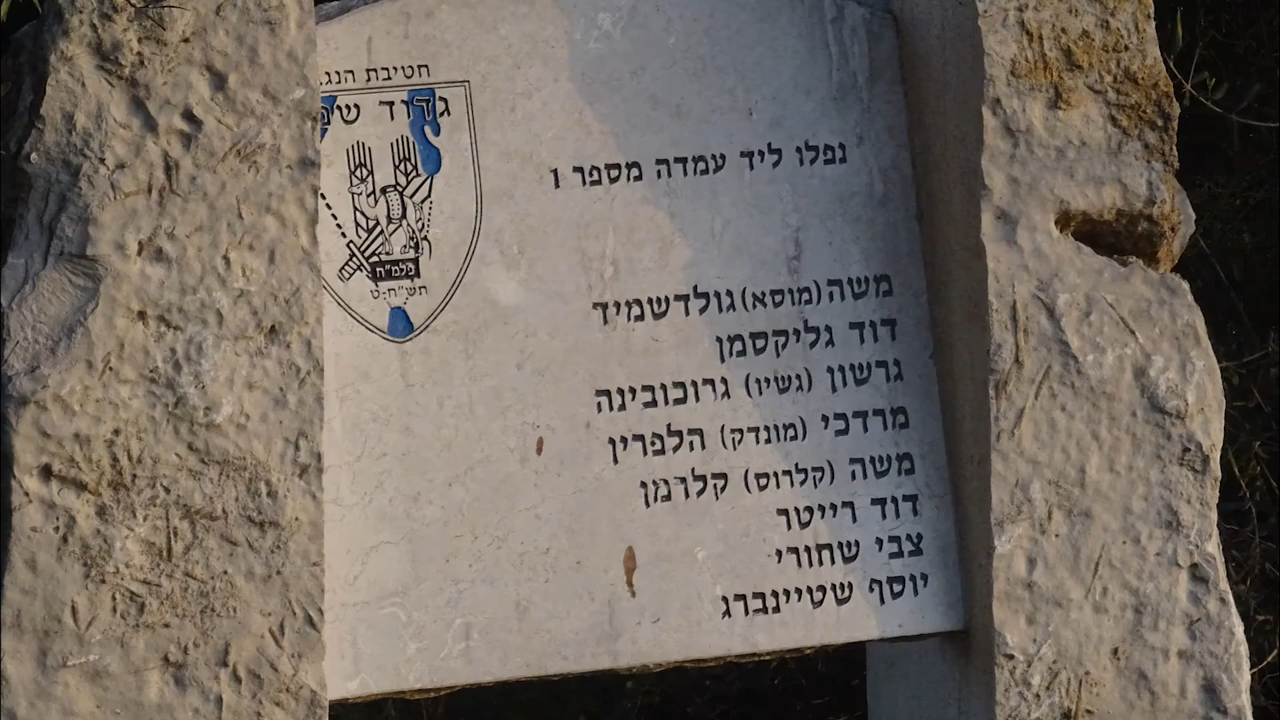 חטיבת
גדוד
פלמ"ח
תש"ח-ט
נפלו ליד עמדה מספר 1
משה (מוסא) גולדשמיד
דוד גליקסמן
גרשון (גשיו) גרוכובינה
מרדכי (מונדק) הלפרין
משה (קלרוס) קלרמן
דוד רייטר
צבי שחורי
יוסף שטיינברג